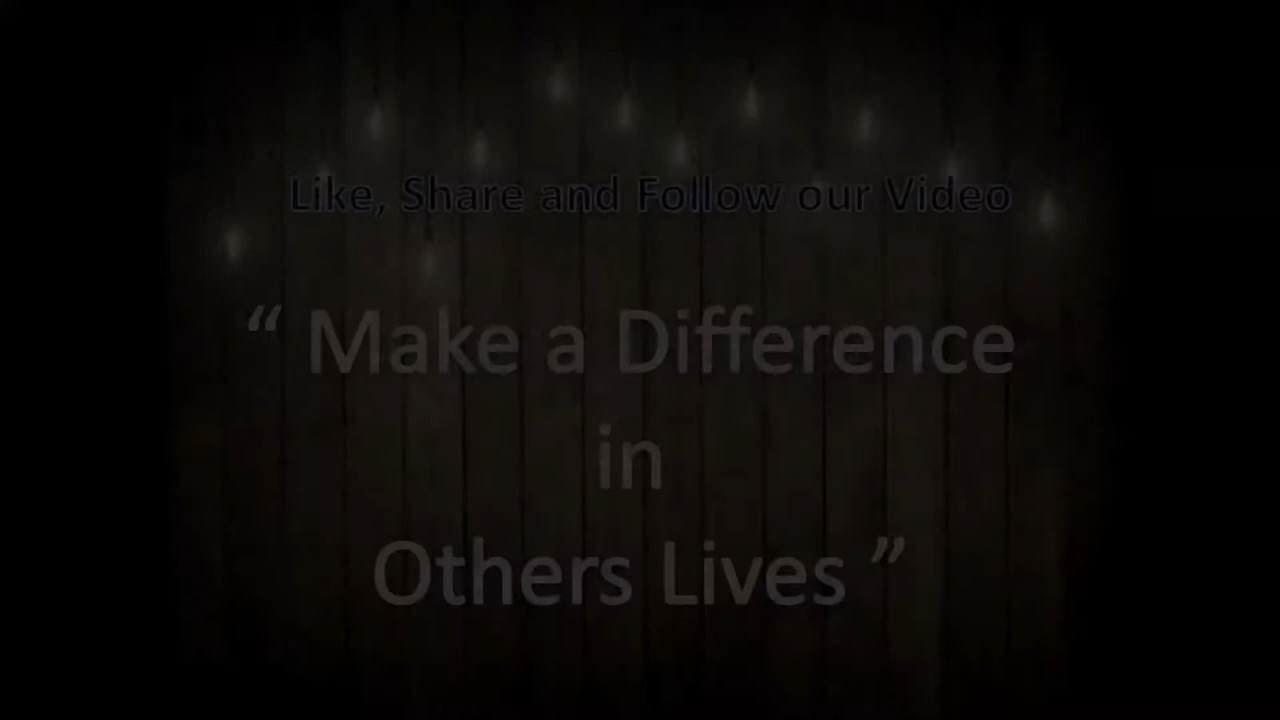 Like, Share and Follow our Video
“ Make a Difference
in
Others Lives ”